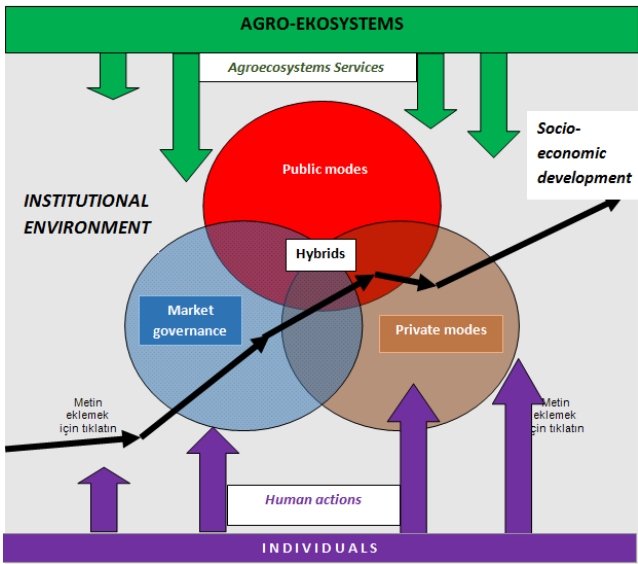 AGRO-EKOSYSTEMS
Agroecosystems Services
Socio-
economic
development
Public modes
INSTITUTIONAL
ENVIRONMENT
Hybrids
Market
governance
Private modes
Metin
eklemek
için tıklatın
Metin
eklemek
için tıklatın
Human actions
INDIVIDUALS